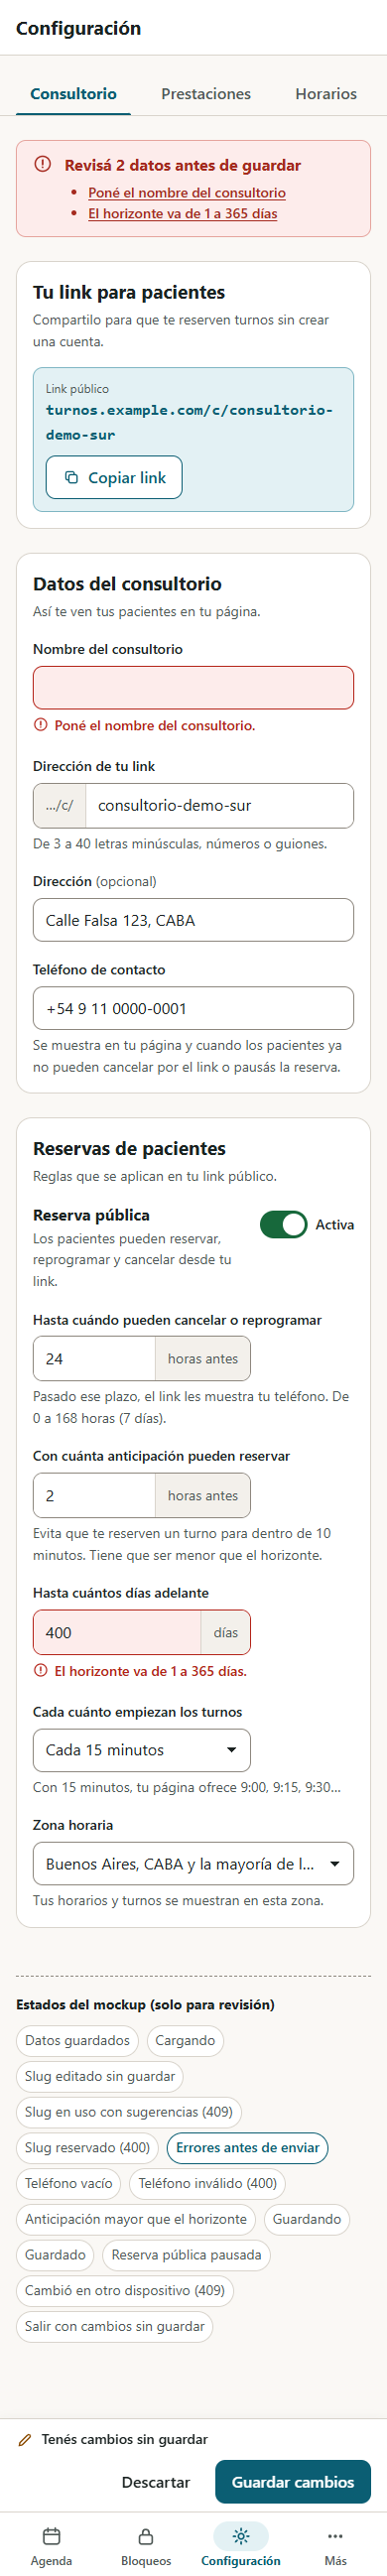 Configuración
Consultorio Prestaciones Horarios
Revisá 2 datos antes de guardar
• Poné el nombre del consultorio
• El horizonte va de 1 a 365 días
Tu link para pacientes
Compartilo para que te reserven turnos sin crear
una cuenta.
Link público
turnos.example.com/c/consultorio-
demo-sur
Copiar link
Datos del consultorio
Así te ven tus pacientes en tu página.
Nombre del consultorio
Poné el nombre del consultorio.
Dirección de tu link
.../c/ consultorio-demo-sur
De 3 a 40 letras minúsculas, números o guiones.
Dirección (opcional)
Calle Falsa 123, CABA
Teléfono de contacto
+54 9 11 0000-0001
Se muestra en tu página y cuando los pacientes ya
no pueden cancelar por el link o pausás la reserva.
Reservas de pacientes
Reglas que se aplican en tu link público.
Reserva pública
Activa
Los pacientes pueden reservar,
reprogramar y cancelar desde tu
link.
Hasta cuándo pueden cancelar o reprogramar
24 horas antes
Pasado ese plazo, el link les muestra tu teléfono. De
0 a 168 horas (7 días).
Con cuánta anticipación pueden reservar
2 horas antes
Evita que te reserven un turno para dentro de 10
minutos. Tiene que ser menor que el horizonte.
Hasta cuántos días adelante
400 días
El horizonte va de 1 a 365 días.
Cada cuánto empiezan los turnos
Cada 15 minutos
Con 15 minutos, tu página ofrece 9:00, 9:15, 9:30...
Zona horaria
Buenos Aires, CABA y la mayoría de l...
Tus horarios y turnos se muestran en esta zona.
Estados del mockup (solo para revisión)
Datos guardados Cargando
Slug editado sin guardar
Slug en uso con sugerencias (409)
Slug reservado (400) Errores antes de enviar
Teléfono vacío Teléfono inválido (400)
Anticipación mayor que el horizonte Guardando
Guardado Reserva pública pausada
Cambió en otro dispositivo (409)
Salir con cambios sin guardar
Tenés cambios sin guardar
Descartar Guardar cambios
Agenda Bloqueos Configuración Más